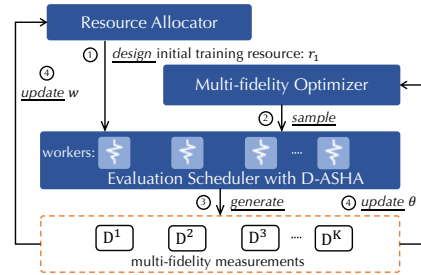 Resource Allocator
① design initial training resource: r₁
④
update w
Multi-fidelity Optimizer
② sample
workers:
....
Evaluation Scheduler with D-ASHA
③ generate
④ update θ
D¹ D² D³ .... Dᴷ
multi-fidelity measurements